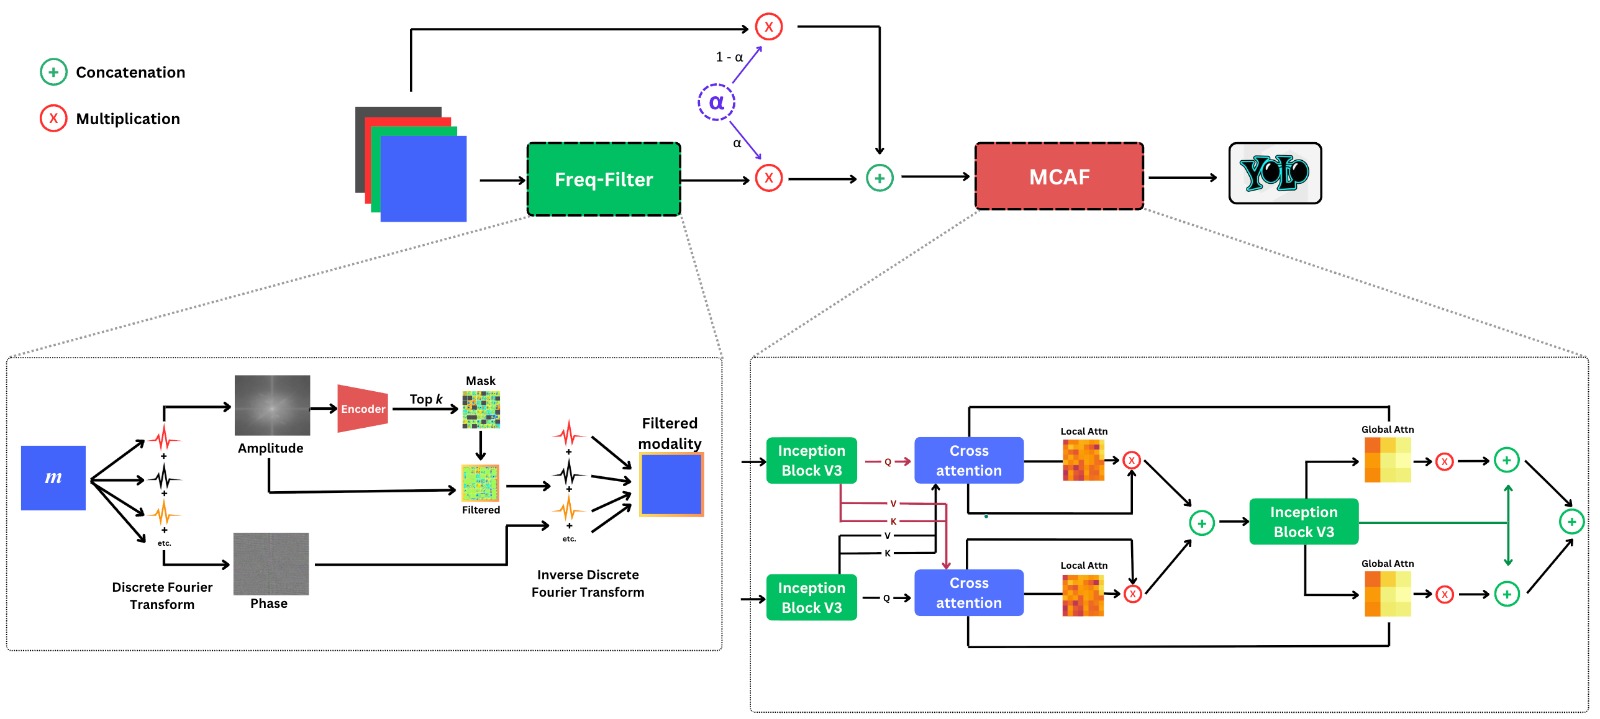 + Concatenation
X Multiplication
X
1 - α
α
α
Freq-Filter
X
+
MCAF
YOLO
m
+
+
+
etc.
Discrete Fourier
Transform
Amplitude
Encoder
Top k
Mask
Filtered
Phase
+
+
+
etc.
Inverse Discrete
Fourier Transform
Filtered
modality
Inception
Block V3
Q
V
K
V
K
Inception
Block V3
Q
Cross
attention
Cross
attention
Local Attn
X
Local Attn
X
+
Inception
Block V3
Global Attn
X
+
Global Attn
X
+
+